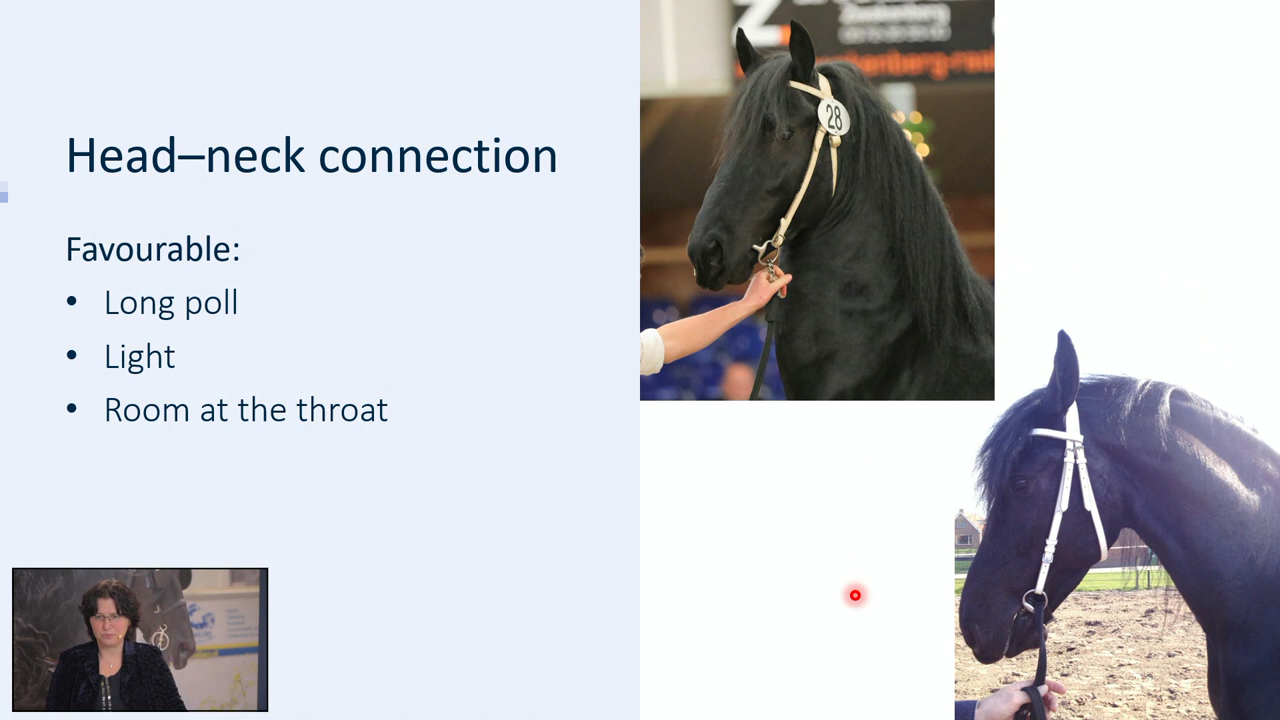 Head–neck connection
Favourable:
• Long poll
• Light
• Room at the throat
28